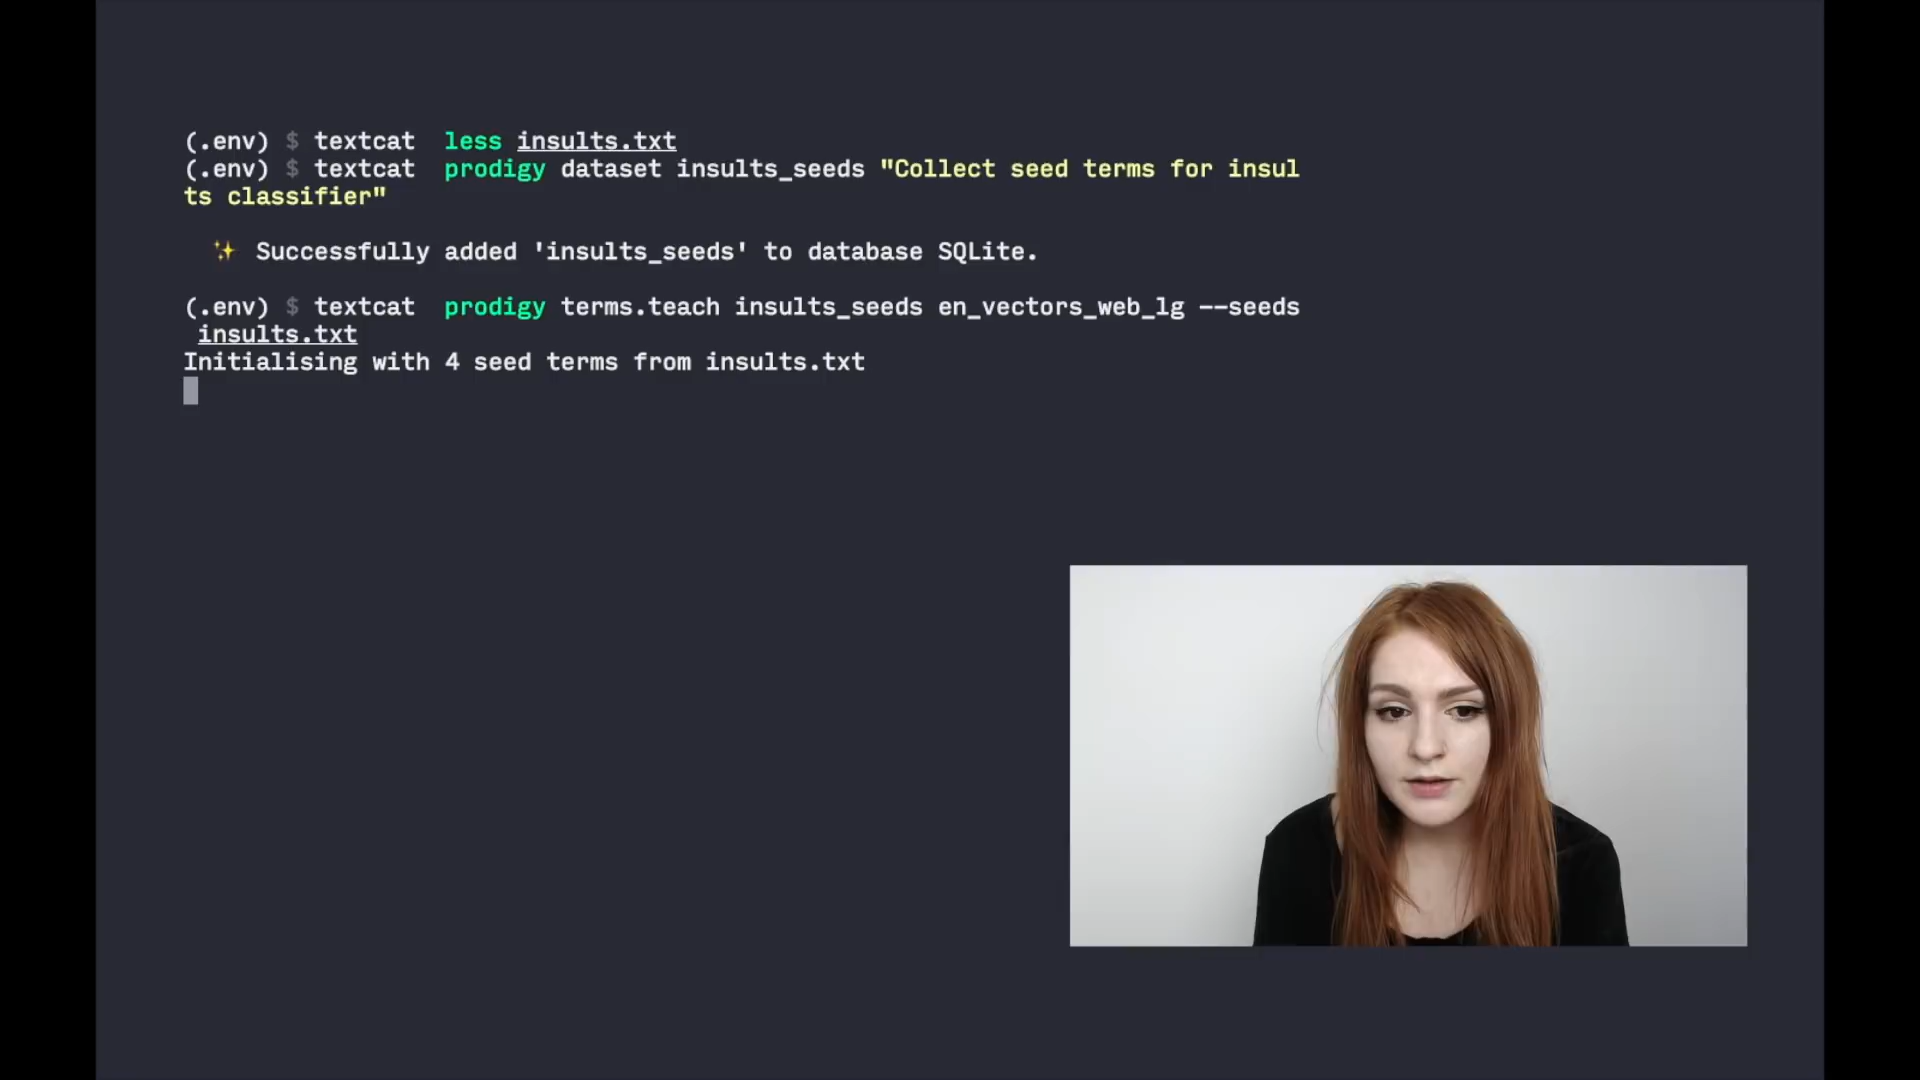 (.env) $ textcat  less insults.txt
(.env) $ textcat  prodigy dataset insults_seeds "Collect seed terms for insul
ts classifier"
✨ Successfully added 'insults_seeds' to database SQLite.
(.env) $ textcat  prodigy terms.teach insults_seeds en_vectors_web_lg --seeds
insults.txt
Initialising with 4 seed terms from insults.txt